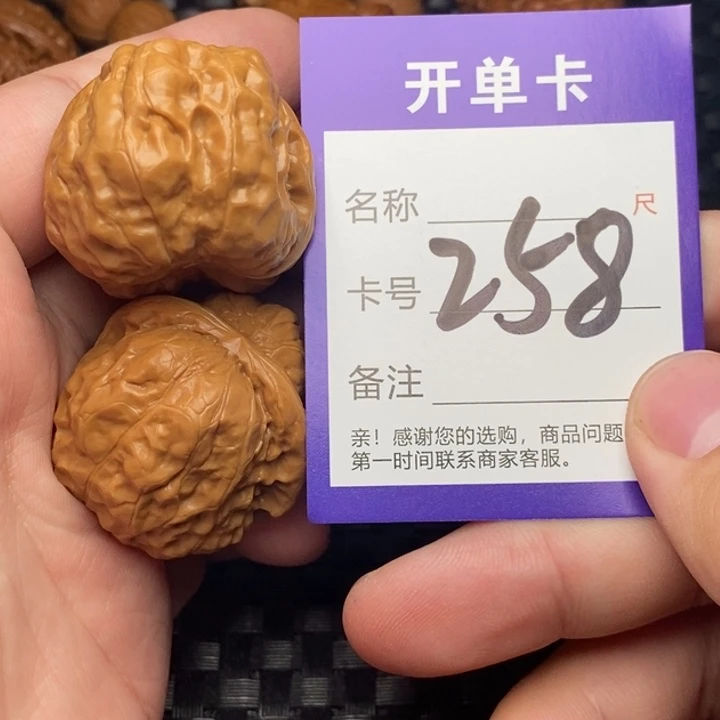 开单卡
名称 尺
卡号 258
备注
亲！感谢您的选购，商品问题
第一时间联系商家客服。